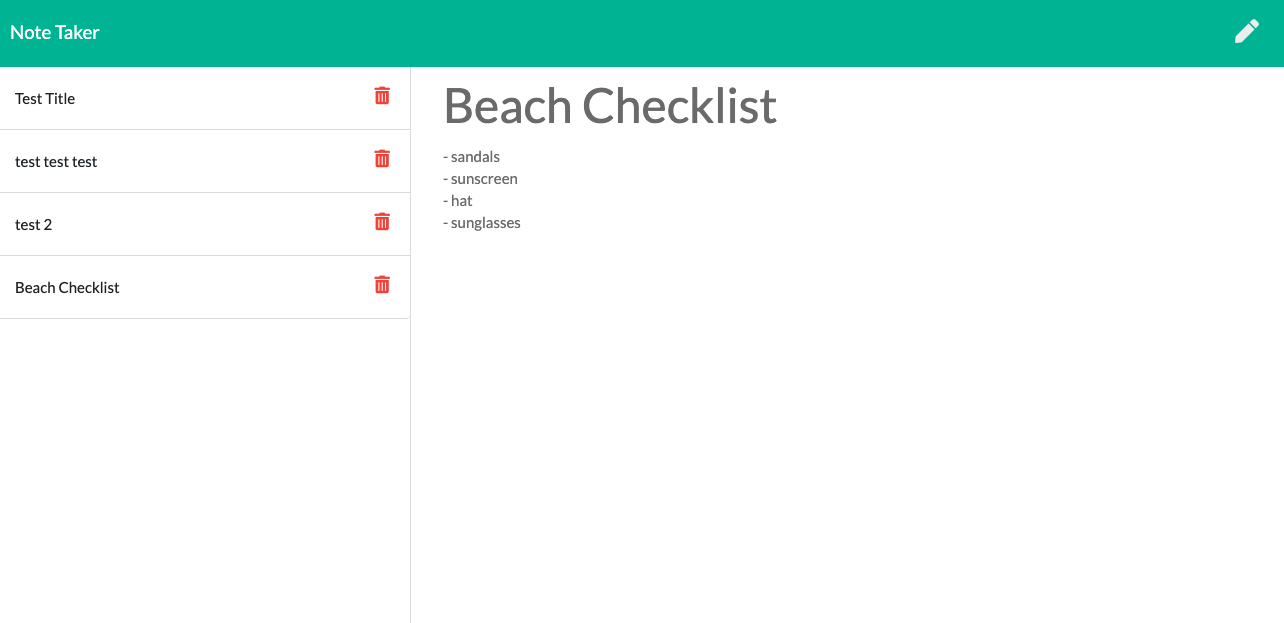 Note Taker
Test Title
test test test
test 2
Beach Checklist
Beach Checklist
- sandals
- sunscreen
- hat
- sunglasses